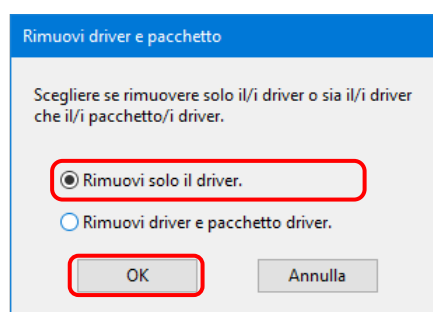 Rimuovi driver e pacchetto
Scegliere se rimuovere solo il/i driver o sia il/i driver
che il/i pacchetto/i driver.
Rimuovi solo il driver.
Rimuovi driver e pacchetto driver.
OK Annulla